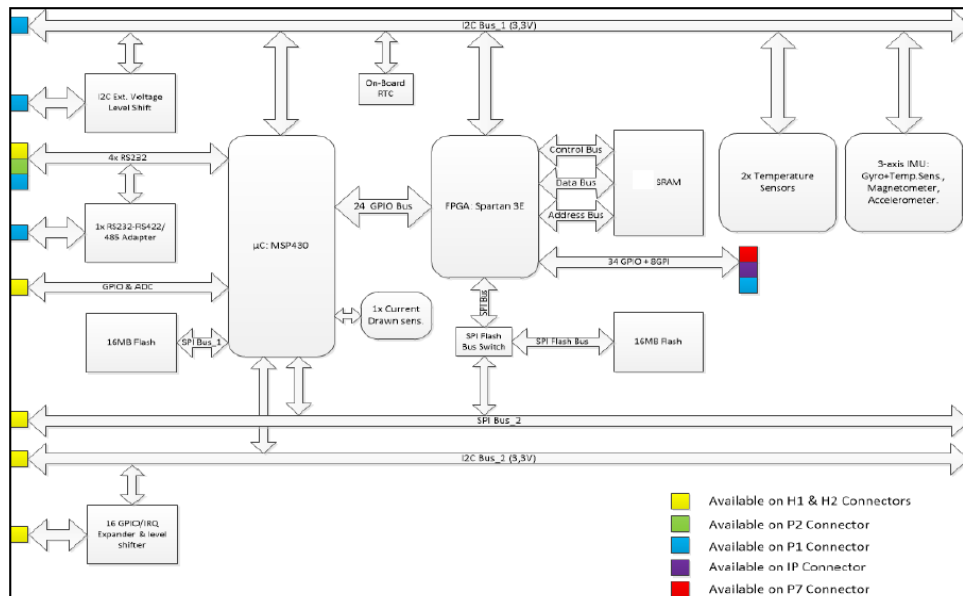 I2C Bus_1 (3,3V)
I2C Ext. Voltage
Level Shift
On-Board
RTC
4x RS232
1x RS232-RS422/
485 Adapter
GPIO & ADC
16MB Flash
SPI Bus_1
µC: MSP430
24 GPIO Bus
1x Current
Drawn sens.
FPGA: Spartan 3E
Control Bus
Data Bus
Address Bus
SRAM
2x Temperature
Sensors
3-axis IMU:
Gyro+Temp.Sens.,
Magnetometer,
Accelerometer.
34 GPIO + 8GPI
SPI Bus
SPI Flash
Bus Switch
SPI Flash Bus
16MB Flash
SPI Bus_2
I2C Bus_2 (3,3V)
16 GPIO/IRQ
Expander & level
shifter
Available on H1 & H2 Connectors
Available on P2 Connector
Available on P1 Connector
Available on IP Connector
Available on P7 Connector